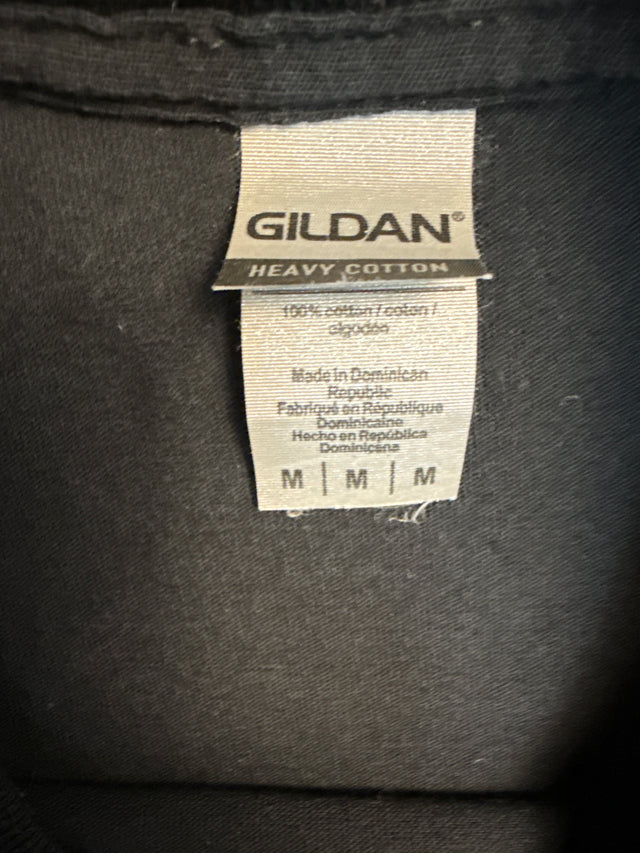 GILDAN®
HEAVY COTTON
100% cotton / coton /
algodón
Made in Dominican
Republic
Fabriqué en République
Dominicaine
Hecho en República
Dominicana
M | M | M